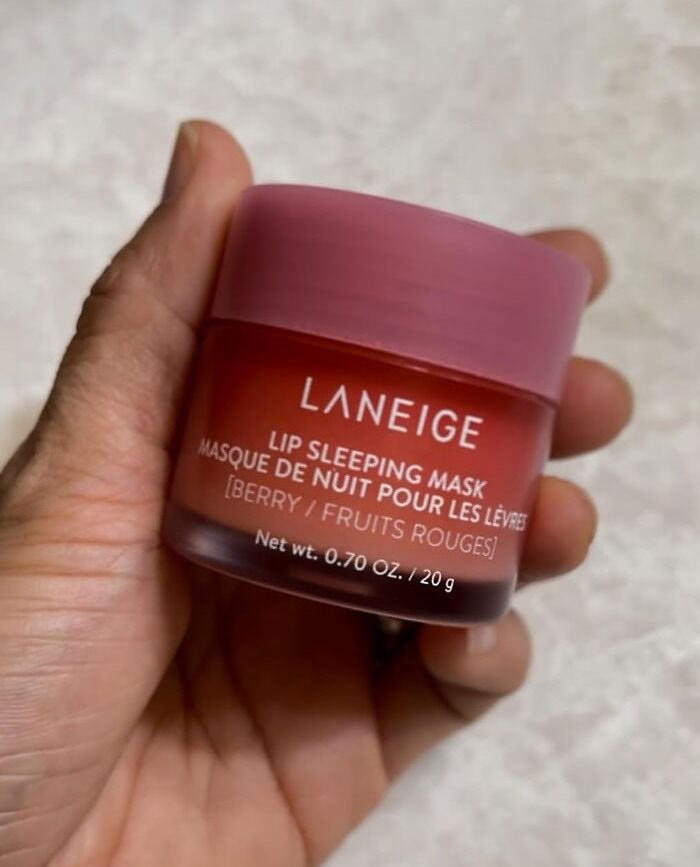 LANEIGE
LIP SLEEPING MASK
MASQUE DE NUIT POUR LES LÈVRES
[BERRY / FRUITS ROUGES]
Net wt. 0.70 OZ. / 20 g